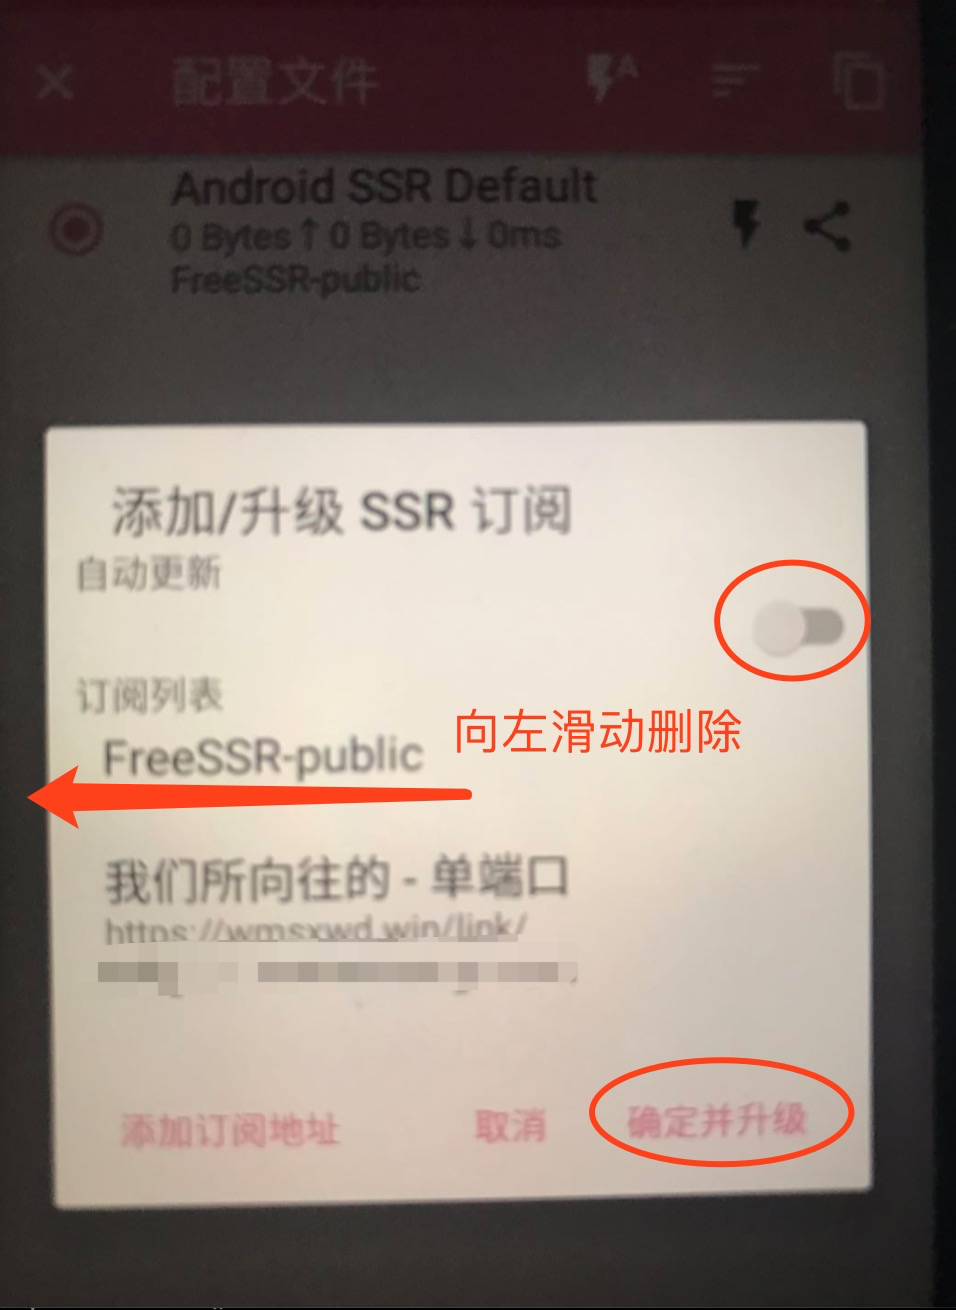 配置文件
Android SSR Default
0 Bytes↑ 0 Bytes↓ 0ms
FreeSSR-public
添加/升级 SSR 订阅
自动更新
订阅列表
向左滑动删除
FreeSSR-public
我们所向往的 - 单端口
https://wmsxwd.win/link/
添加订阅地址
取消
确定并升级